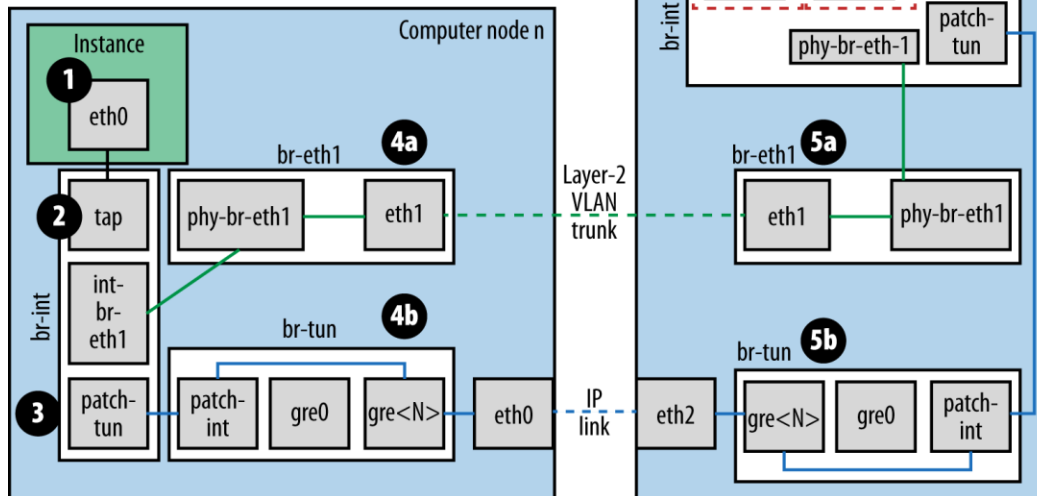 Computer node n
Instance
1
eth0
2
tap
int-
br-
eth1
br-int
3
patch-
tun
br-eth1
4a
phy-br-eth1
eth1
br-tun
4b
patch-
int
gre0
gre<N>
eth0
Layer-2
VLAN
trunk
IP
link
br-int
phy-br-eth-1
patch-
tun
br-eth1
5a
eth1
phy-br-eth1
br-tun
5b
eth2
gre<N>
gre0
patch-
int